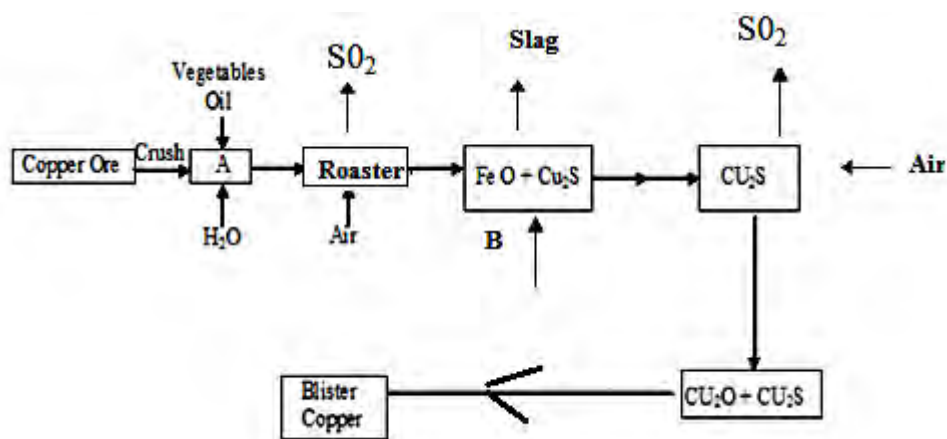 Vegetables
Oil
S0₂
Slag
S0₂
Copper Ore
Crush
A
Roaster
Fe O + Cu₂S
CU₂S
Air
H₂O
Air
B
Blister
Copper
CU₂O + CU₂S